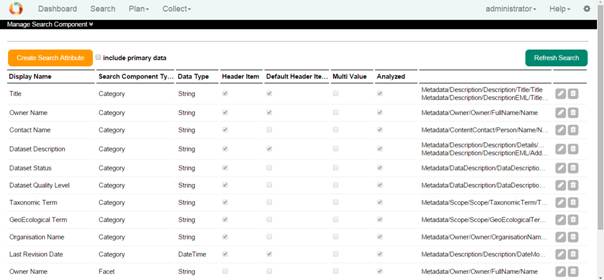 Dashboard Search Plan Collect administrator Help
Manage Search Component
Create Search Attribute include primary data Refresh Search
Display Name Search Component Ty... Data Type Header Item Default Header Ite... Multi Value Analyzed
Title Category String Metadata/Description/Description/Title/Title
Metadata/Description/DescriptionEML/Title...
Owner Name Category String Metadata/Owner/Owner/FullName/Name
Contact Name Category String Metadata/ContentContact/Person/Name/N...
Dataset Description Category String Metadata/Description/Description/Details/...
Metadata/Description/DescriptionEML/Add...
Dataset Status Category String Metadata/DataDescription/DataDescriptio...
Dataset Quality Level Category String Metadata/DataDescription/DataDescriptio...
Taxonomic Term Category String Metadata/Scope/Scope/TaxonomicTerm/T...
GeoEcological Term Category String Metadata/Scope/Scope/GeoEcologicalTer...
Organisation Name Category String Metadata/Owner/Owner/OrganisationNam...
Last Revision Date Category DateTime Metadata/Description/Description/DateMo...
Owner Name Facet String Metadata/Owner/Owner/FullName/Name